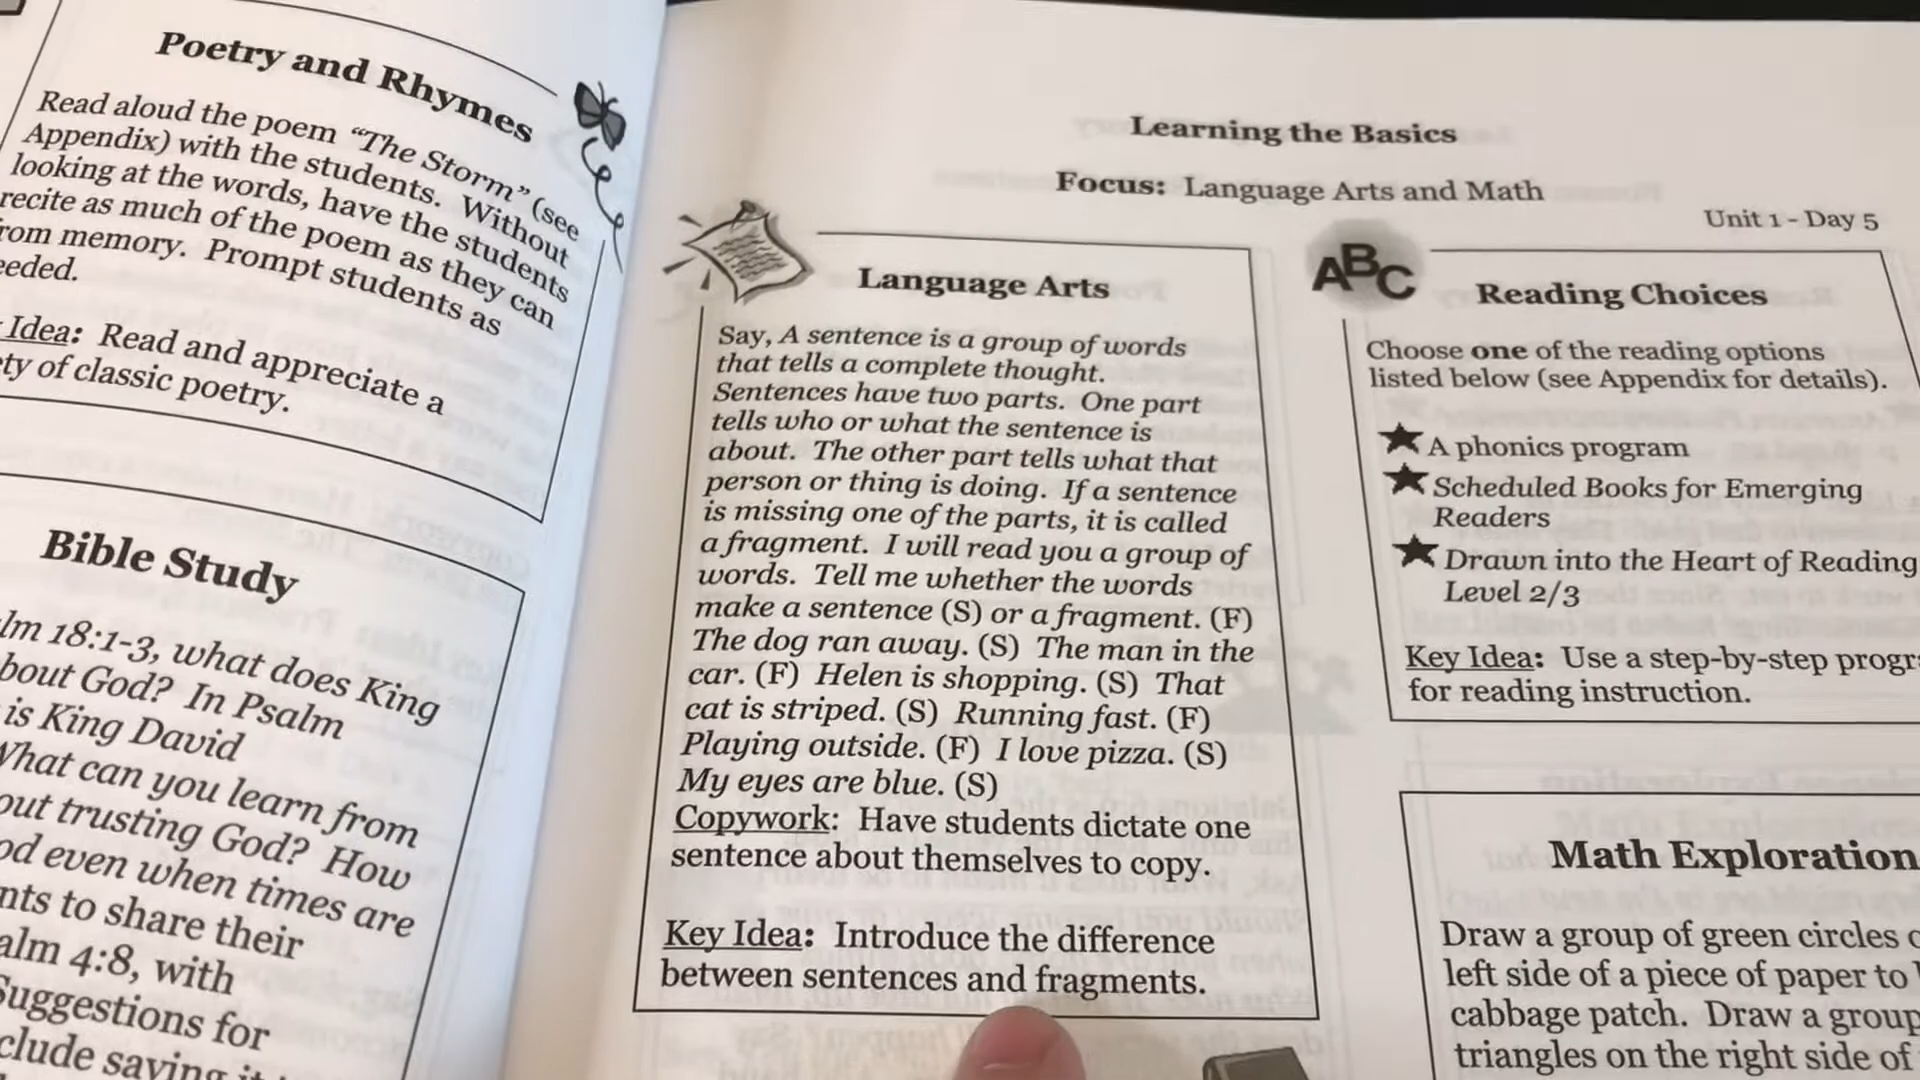 Poetry and Rhymes
Read aloud the poem “The Storm” (see
Appendix) with the students. Without
looking at the words, have the students
recite as much of the poem as they can
from memory. Prompt students as
needed.
Idea: Read and appreciate a
ety of classic poetry.
Bible Study
alm 18:1-3, what does King
bout God? In Psalm
is King David
What can you learn from
out trusting God? How
od even when times are
nts to share their
alm 4:8, with
Suggestions for
clude saying it
Learning the Basics
Focus: Language Arts and Math
Unit 1 - Day 5
Language Arts
Say, A sentence is a group of words
that tells a complete thought.
Sentences have two parts. One part
tells who or what the sentence is
about. The other part tells what that
person or thing is doing. If a sentence
is missing one of the parts, it is called
a fragment. I will read you a group of
words. Tell me whether the words
make a sentence (S) or a fragment. (F)
The dog ran away. (S) The man in the
car. (F) Helen is shopping. (S) That
cat is striped. (S) Running fast. (F)
Playing outside. (F) I love pizza. (S)
My eyes are blue. (S)
Copywork: Have students dictate one
sentence about themselves to copy.
Key Idea: Introduce the difference
between sentences and fragments.
ABC
Reading Choices
Choose one of the reading options
listed below (see Appendix for details).
A phonics program
Scheduled Books for Emerging
Readers
Drawn into the Heart of Reading
Level 2/3
Key Idea: Use a step-by-step progr
for reading instruction.
Math Exploration
Draw a group of green circles
left side of a piece of paper to
cabbage patch. Draw a group
triangles on the right side of